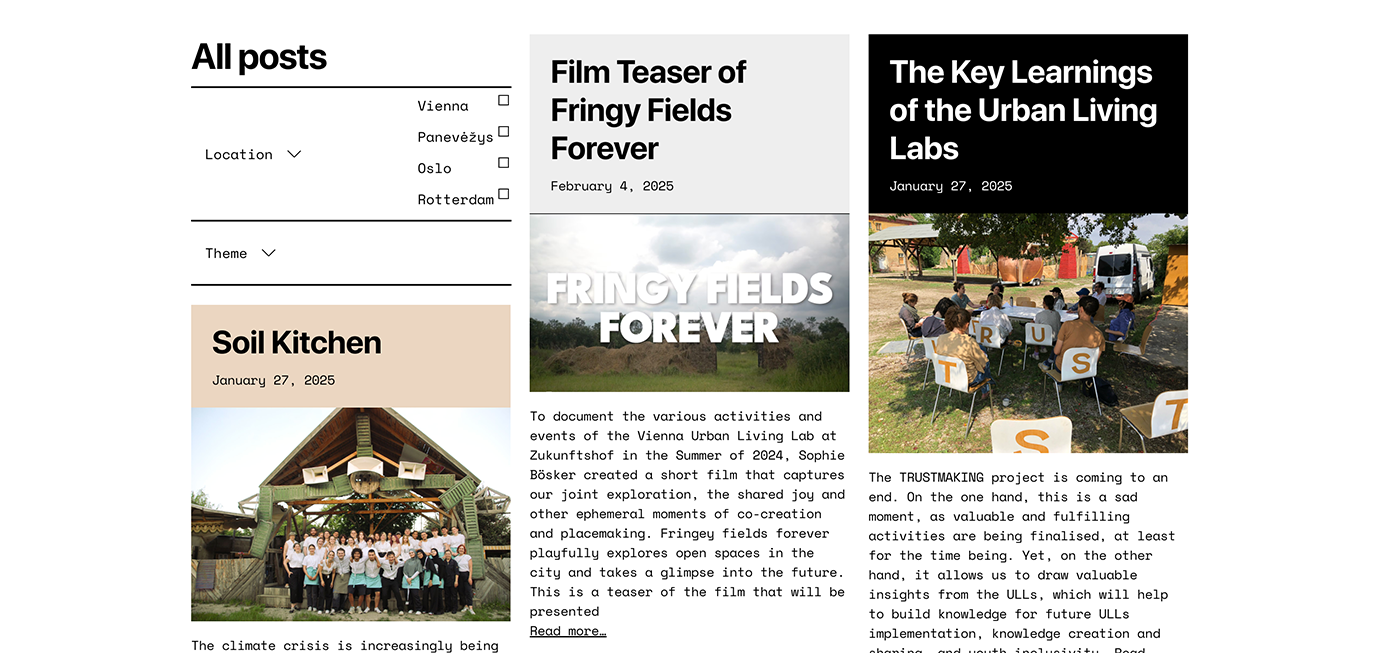 All posts
Location
Vienna
Panevėžys
Oslo
Rotterdam
Theme
Soil Kitchen
January 27, 2025
The climate crisis is increasingly being
Film Teaser of
Fringy Fields
Forever
February 4, 2025
FRINGY FIELDS
FOREVER
To document the various activities and
events of the Vienna Urban Living Lab at
Zukunftshof in the Summer of 2024, Sophie
Bösker created a short film that captures
our joint exploration, the shared joy and
other ephemeral moments of co-creation
and placemaking. Fringey fields forever
playfully explores open spaces in the
city and takes a glimpse into the future.
This is a teaser of the film that will be
presented
Read more…
The Key Learnings
of the Urban Living
Labs
January 27, 2025
T R U S T
S
The TRUSTMAKING project is coming to an
end. On the one hand, this is a sad
moment, as valuable and fulfilling
activities are being finalised, at least
for the time being. Yet, on the other
hand, it allows us to draw valuable
insights from the ULLs, which will help
to build knowledge for future ULLs
implementation, knowledge creation and
sharing, and youth inclusivity. Read